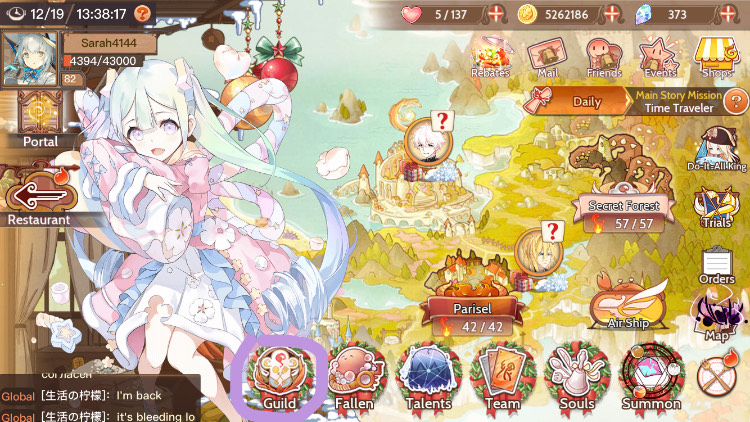 12/19 / 13:38:17 ?
5 / 137
5262186
373
Sarah4144
4394/43000
82
Rebates
Mail
Friends
Events
Shops
Daily
Main Story Mission
Time Traveler
?
Portal
?
Do-It-All King
Restaurant
Secret Forest
57 / 57
Trials
?
Orders
Parisel
42 / 42
Air Ship
Map
согласен
Global [生活の柠檬]: I'm back
Global [生活の柠檬]: it's bleeding lo
Guild
Fallen
Talents
Team
Souls
Summon